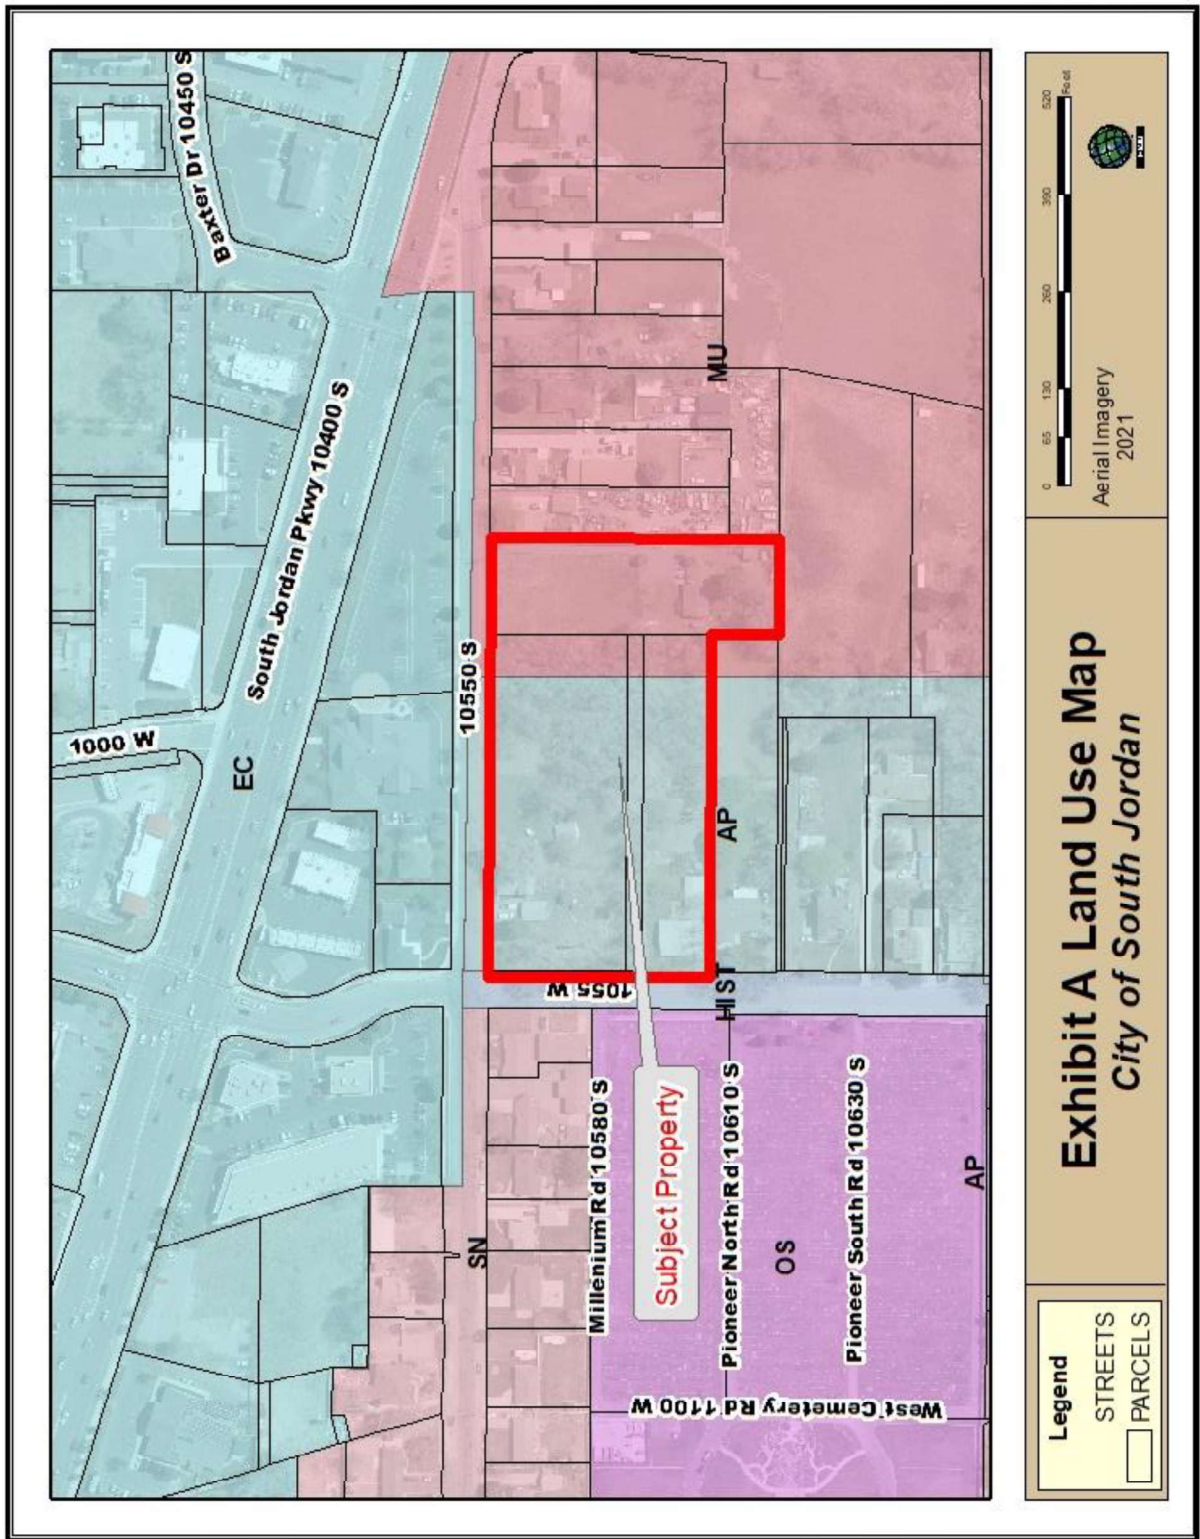 Baxter Dr 10450 S
South Jordan Pkwy 10400 S
1000 W
EC
10550 S
MU
AP
1055 W
HIST
Subject Property
SN
Millenium Rd 10580 S
Pioneer North Rd 10610 S
OS
Pioneer South Rd 10630 S
AP
West Cemetery Rd 1100 W
Legend
STREETS
PARCELS
Exhibit A Land Use Map
City of South Jordan
0 65 130 260 390 520
Feet
Aerial Imagery
2021